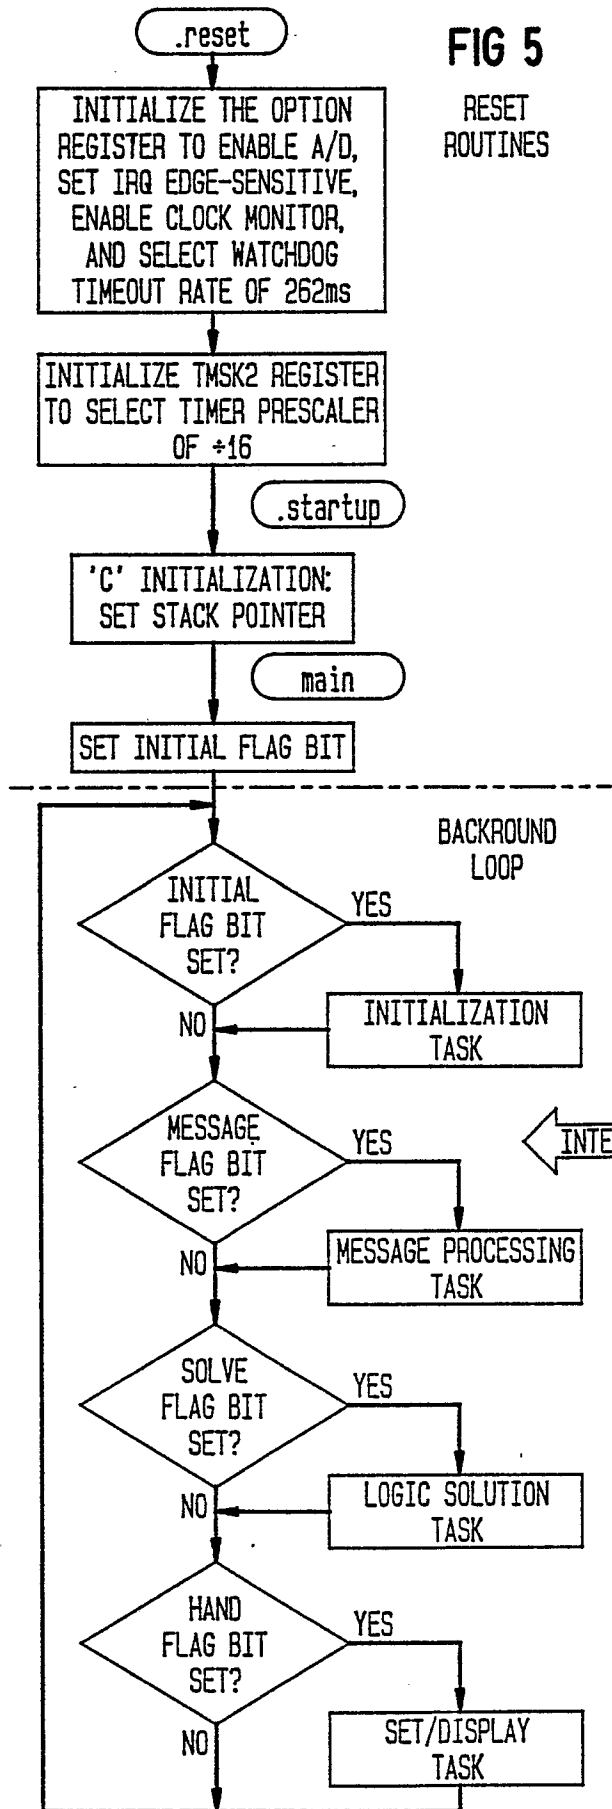 .reset
FIG 5
RESET
ROUTINES
INITIALIZE THE OPTION
REGISTER TO ENABLE A/D,
SET IRQ EDGE-SENSITIVE,
ENABLE CLOCK MONITOR,
AND SELECT WATCHDOG
TIMEOUT RATE OF 262ms
INITIALIZE TMSK2 REGISTER
TO SELECT TIMER PRESCALER
OF ÷16
.startup
'C' INITIALIZATION:
SET STACK POINTER
main
SET INITIAL FLAG BIT
BACKROUND
LOOP
INITIAL
FLAG BIT
SET?
YES
INITIALIZATION
TASK
NO
MESSAGE
FLAG BIT
SET?
YES
INTE
MESSAGE PROCESSING
TASK
NO
SOLVE
FLAG BIT
SET?
YES
LOGIC SOLUTION
TASK
NO
HAND
FLAG BIT
SET?
YES
SET/DISPLAY
TASK
NO